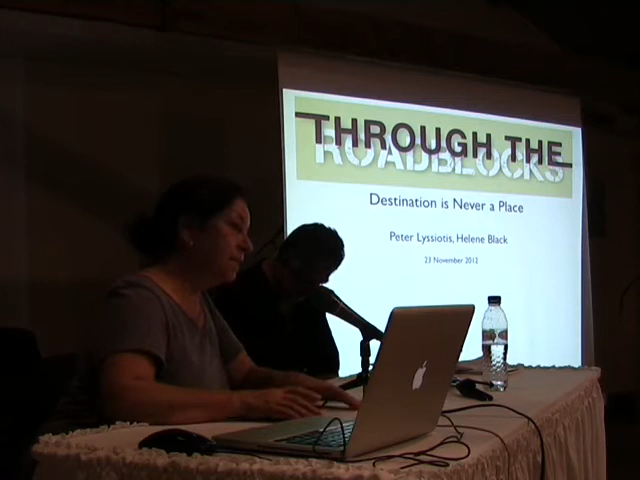 THROUGH THE
ROADBLOCKS
Destination is Never a Place
Peter Lyssiotis, Helene Black
23 November 2012